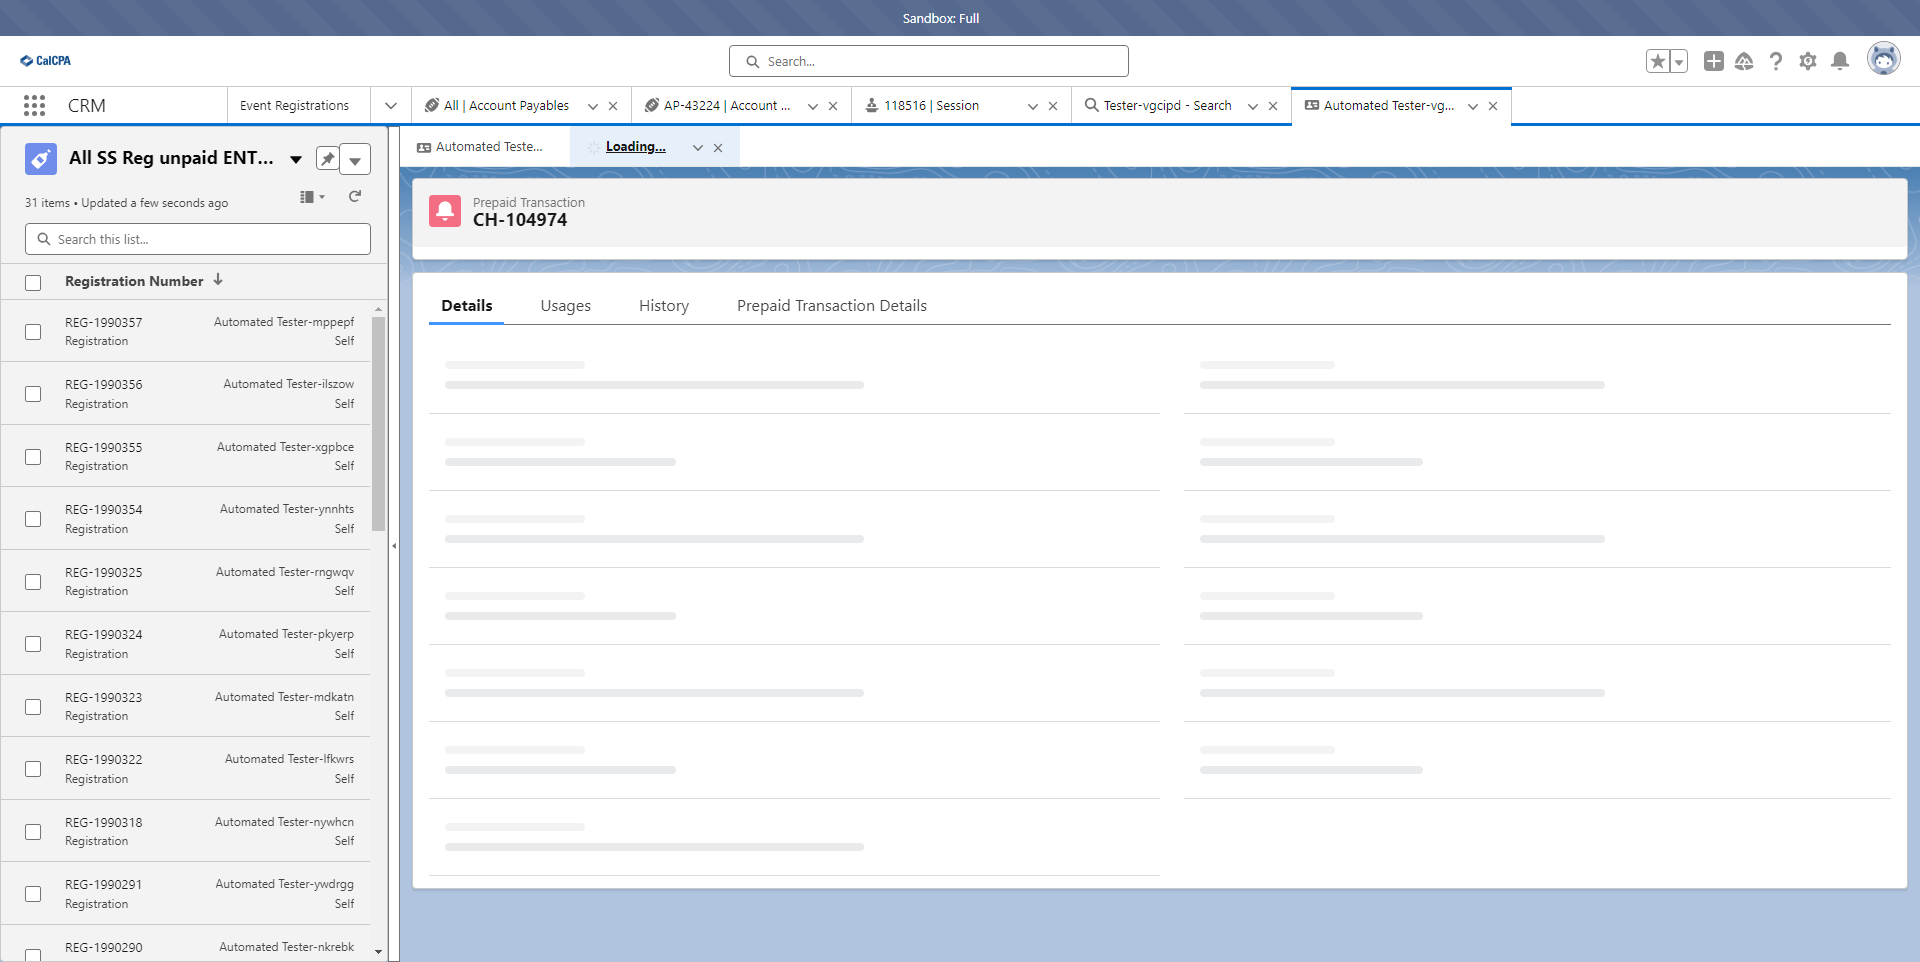 Sandbox: Full
CalCPA
Search...
CRM
Event Registrations
All | Account Payables
AP-43224 | Account ...
118516 | Session
Tester-vgcipd - Search
Automated Tester-vg...
All SS Reg unpaid ENT...
31 items • Updated a few seconds ago
Search this list...
Registration Number
REG-1990357
Automated Tester-mppepf
Registration
Self
REG-1990356
Automated Tester-ilszow
Registration
Self
REG-1990355
Automated Tester-xgpbce
Registration
Self
REG-1990354
Automated Tester-ynnhts
Registration
Self
REG-1990325
Automated Tester-rngwqv
Registration
Self
REG-1990324
Automated Tester-pkyerp
Registration
Self
REG-1990323
Automated Tester-mdkatn
Registration
Self
REG-1990322
Automated Tester-lfkwrs
Registration
Self
REG-1990318
Automated Tester-nywhcn
Registration
Self
REG-1990291
Automated Tester-ywdrgg
Registration
Self
REG-1990290
Automated Tester-nkrebk
Automated Teste...
Loading...
Prepaid Transaction
CH-104974
Details
Usages
History
Prepaid Transaction Details